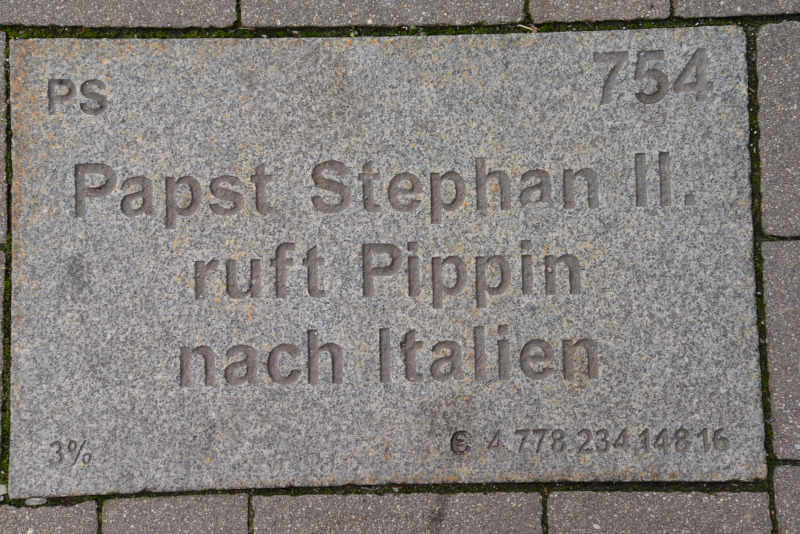 PS 754
Papst Stephan II.
ruft Pippin
nach Italien
3% € 4.778.234.148 16